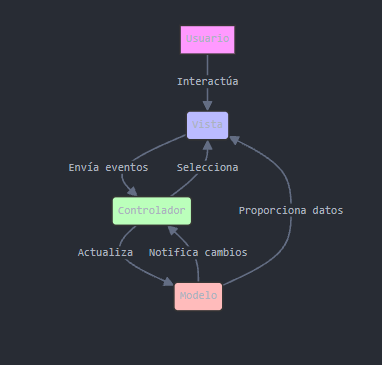 Usuario
Interactúa
Vista
Envía eventos
Selecciona
Controlador
Proporciona datos
Actualiza
Notifica cambios
Modelo